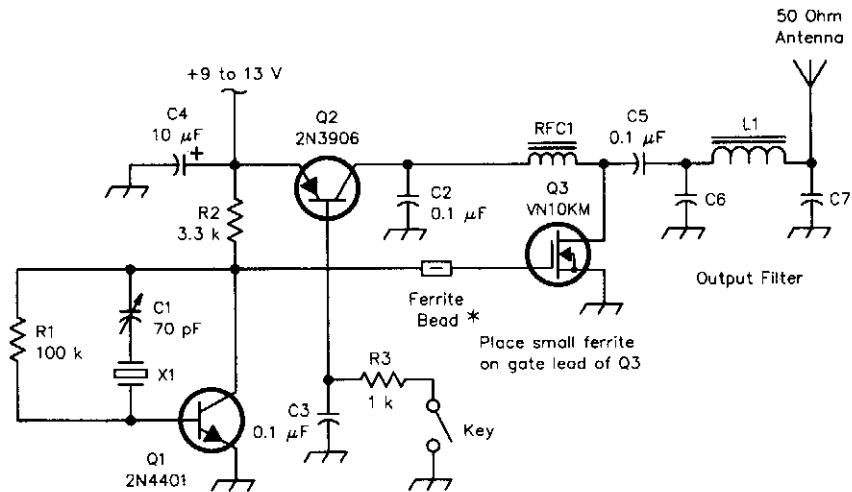 50 Ohm
Antenna
+9 to 13 V
C4
10 µF
+
Q2
2N3906
RFC1
C5
0.1 µF
L1
C2
0.1 µF
Q3
VN10KM
C6
C7
R2
3.3 k
Output Filter
Ferrite
Bead *
Place small ferrite
on gate lead of Q3
C1
70 pF
R1
100 k
X1
R3
1 k
C3
0.1 µF
Key
Q1
2N4401